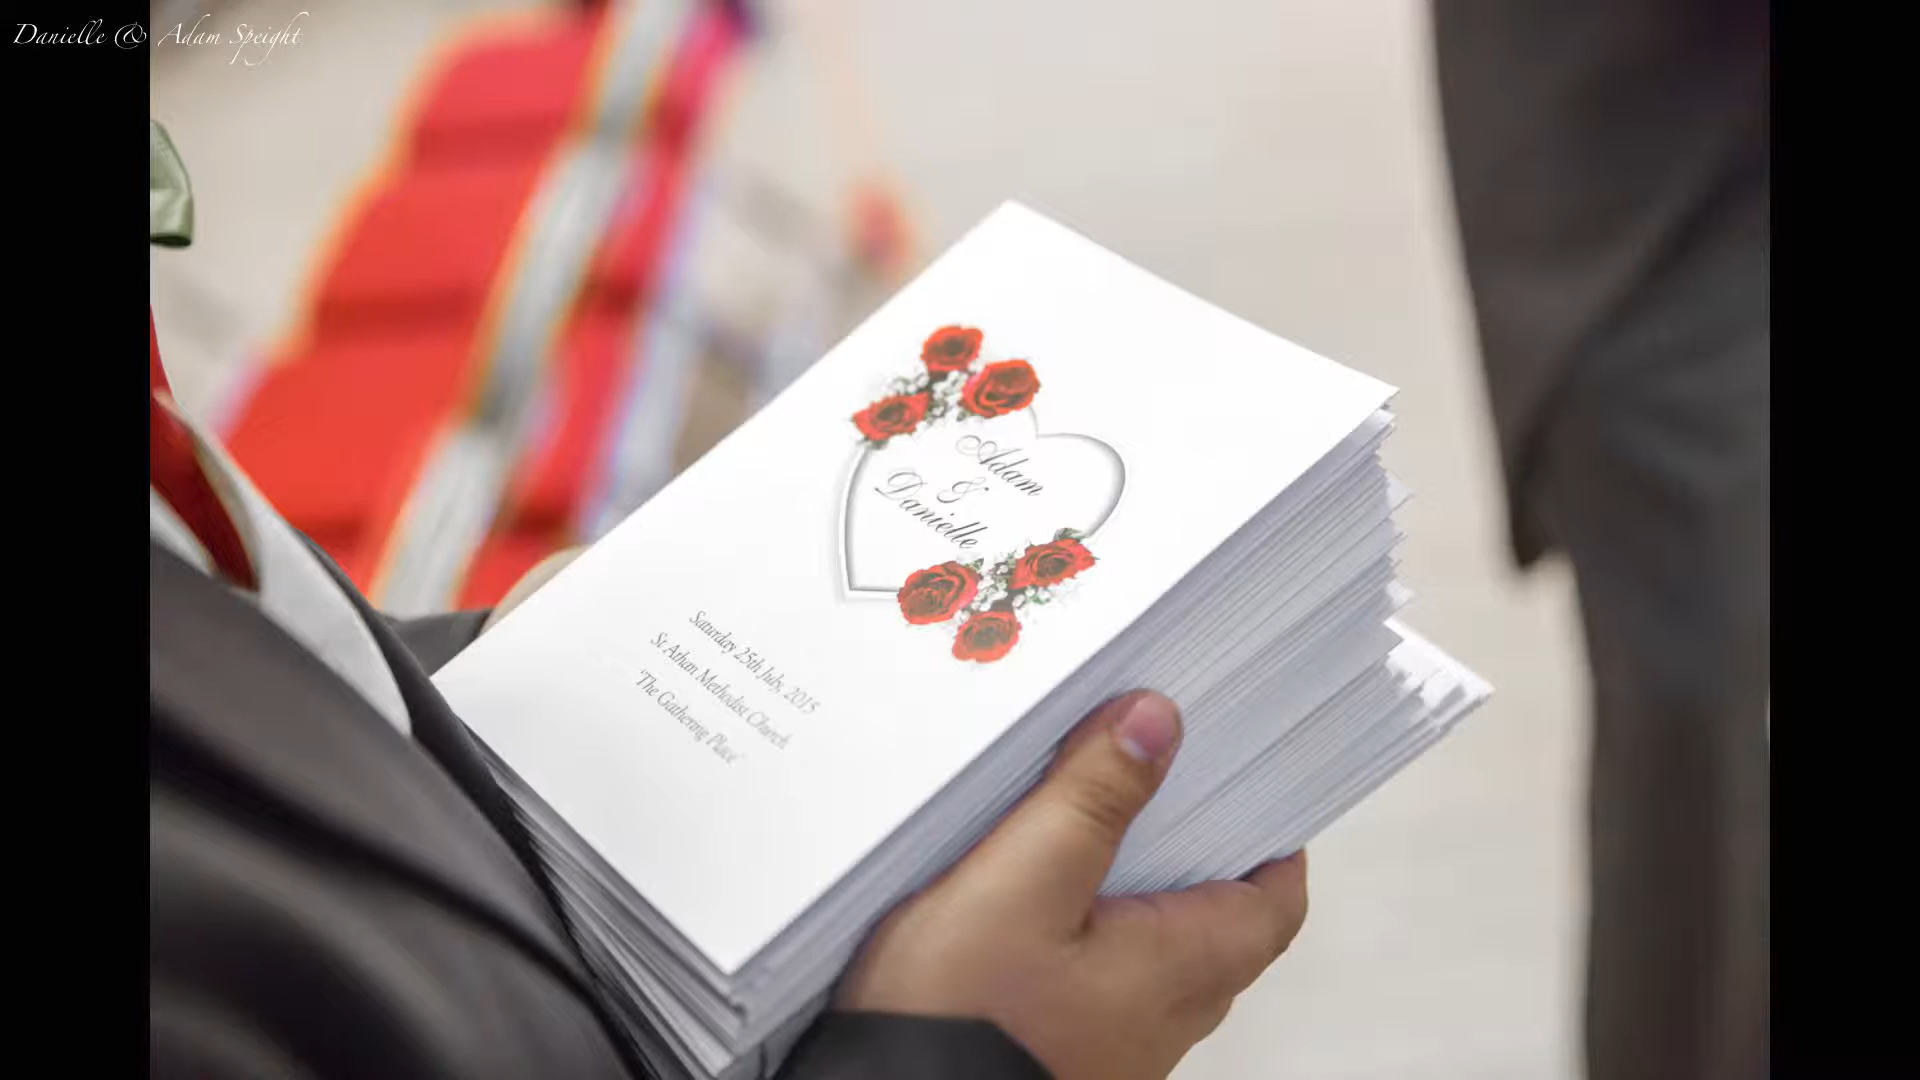 Danielle & Adam Speight
Adam
&
Danielle
Saturday 25th July, 2015
St. Athan Methodist Church
"The Gathering Place"